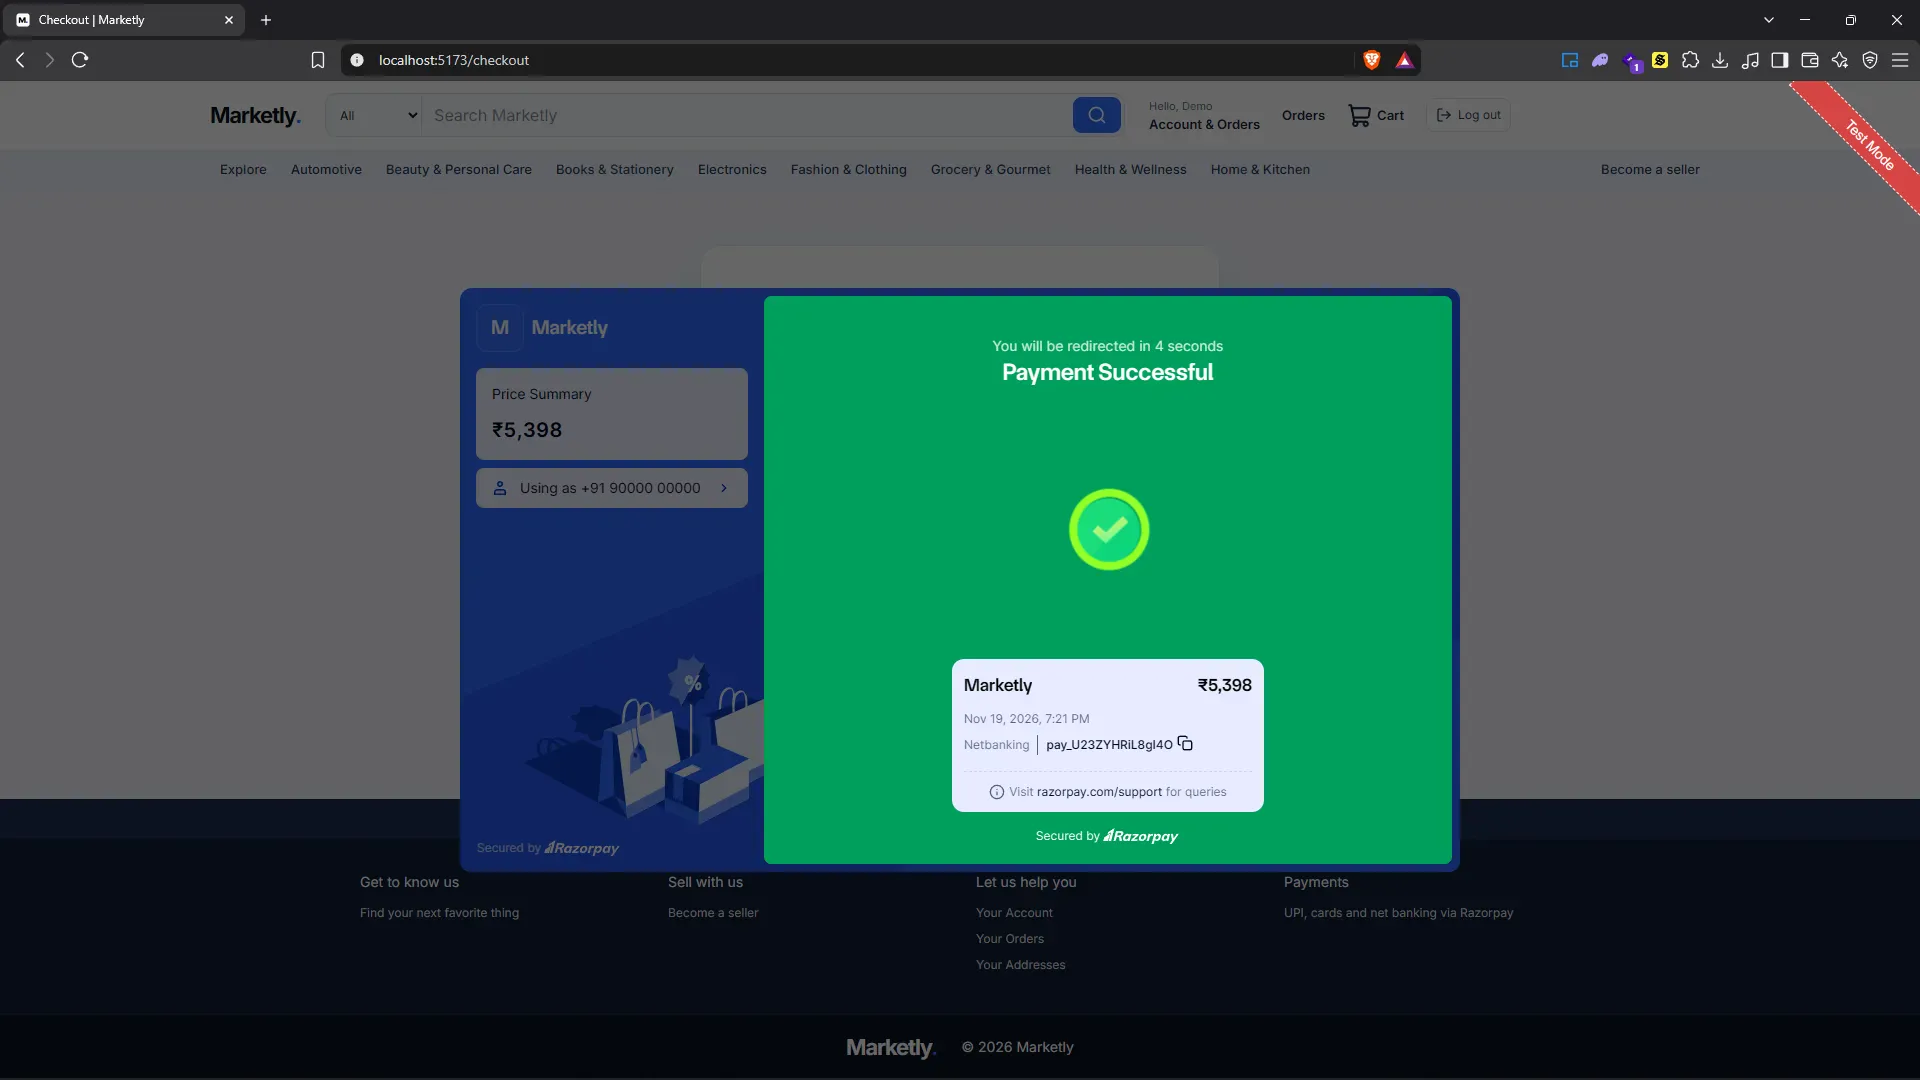 Checkout | Marketly
localhost:5173/checkout
1
Marketly.
All
Search Marketly
Hello, Demo
Account & Orders
Orders
Cart
Log out
Test Mode
Explore
Automotive
Beauty & Personal Care
Books & Stationery
Electronics
Fashion & Clothing
Grocery & Gourmet
Health & Wellness
Home & Kitchen
Become a seller
M
Marketly
Price Summary
₹5,398
Using as +91 90000 00000
%
Secured by Razorpay
You will be redirected in 4 seconds
Payment Successful
Marketly
₹5,398
Nov 19, 2026, 7:21 PM
Netbanking | pay_U23ZYHRiL8gI4O
Visit razorpay.com/support for queries
Secured by Razorpay
Get to know us
Find your next favorite thing
Sell with us
Become a seller
Let us help you
Your Account
Your Orders
Your Addresses
Payments
UPI, cards and net banking via Razorpay
Marketly.
© 2026 Marketly